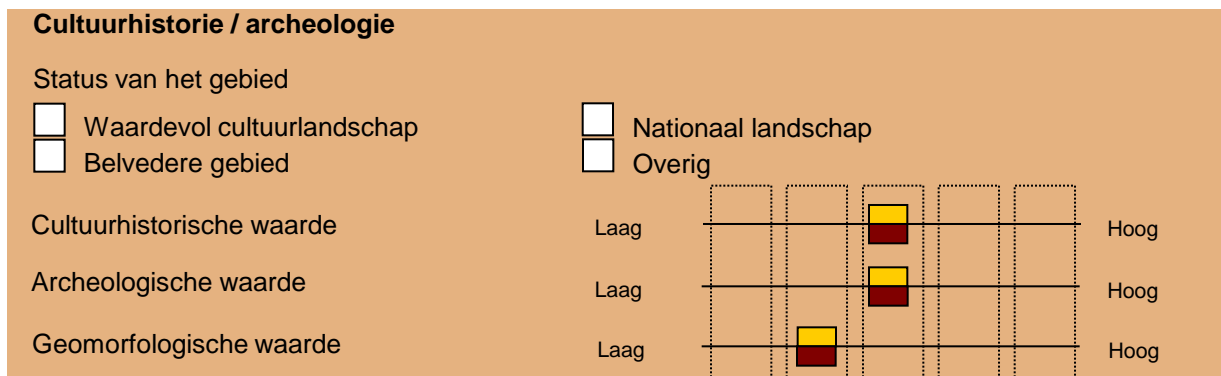 Cultuurhistorie / archeologie
Status van het gebied
Waardevol cultuurlandschap Nationaal landschap
Belvedere gebied Overig
Cultuurhistorische waarde Laag Hoog
Archeologische waarde Laag Hoog
Geomorfologische waarde Laag Hoog